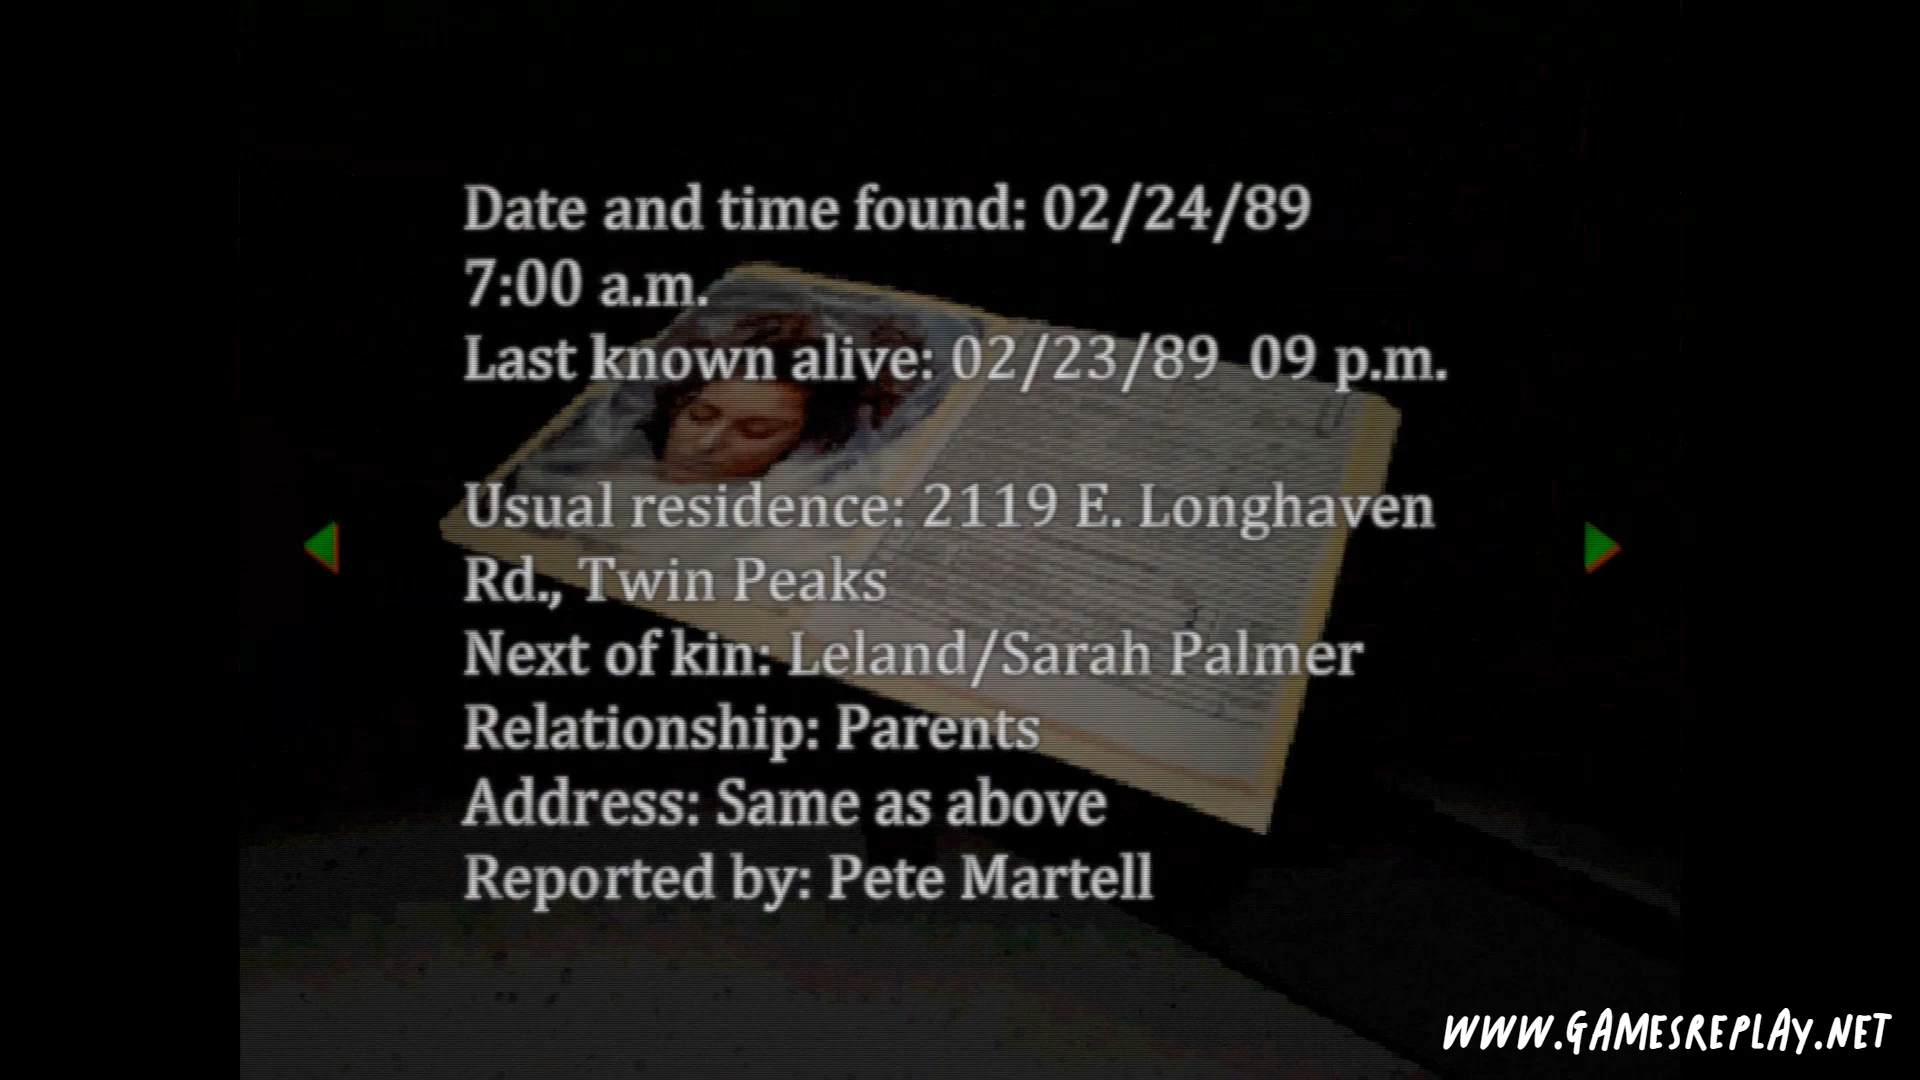 Date and time found: 02/24/89
7:00 a.m.
Last known alive: 02/23/89  09 p.m.
Usual residence: 2119 E. Longhaven
Rd., Twin Peaks
Next of kin: Leland/Sarah Palmer
Relationship: Parents
Address: Same as above
Reported by: Pete Martell
WWW.GAMESREPLAY.NET